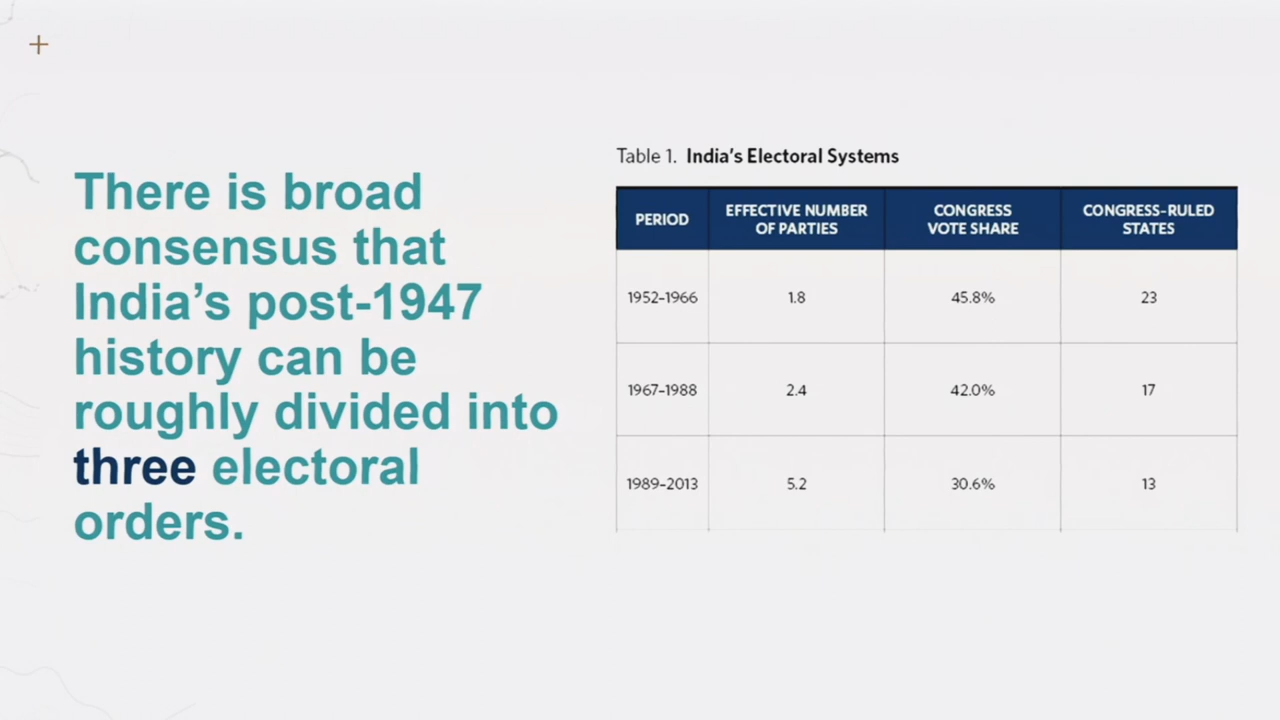 There is broad
consensus that
India's post-1947
history can be
roughly divided into
three electoral
orders.
Table 1. India's Electoral Systems
PERIOD EFFECTIVE NUMBER OF PARTIES CONGRESS VOTE SHARE CONGRESS-RULED STATES
1952-1966 1.8 45.8% 23
1967-1988 2.4 42.0% 17
1989-2013 5.2 30.6% 13